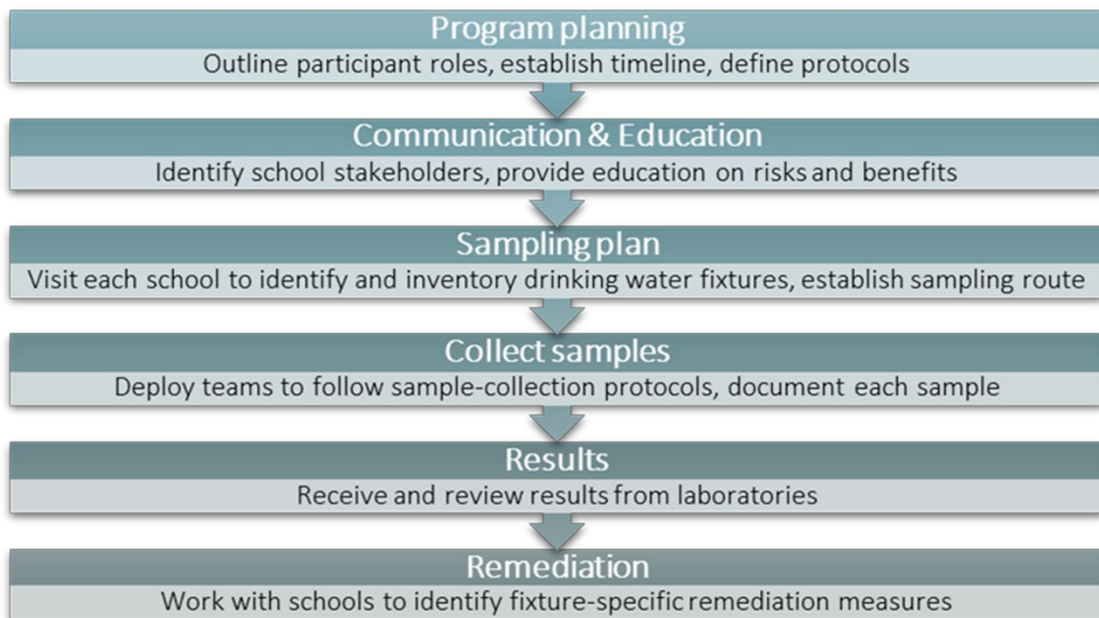 Program planning
Outline participant roles, establish timeline, define protocols
Communication & Education
Identify school stakeholders, provide education on risks and benefits
Sampling plan
Visit each school to identify and inventory drinking water fixtures, establish sampling route
Collect samples
Deploy teams to follow sample-collection protocols, document each sample
Results
Receive and review results from laboratories
Remediation
Work with schools to identify fixture-specific remediation measures